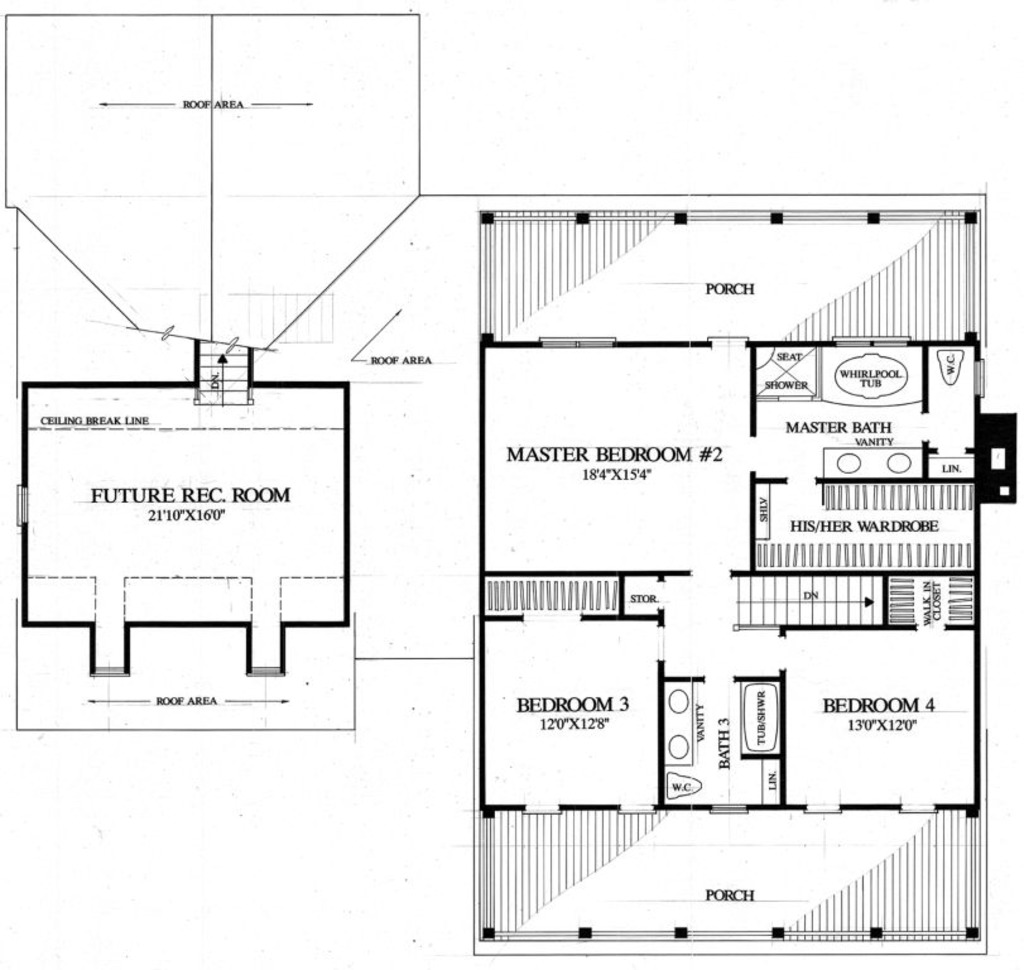 ROOF AREA
PORCH
ROOF AREA
DN.
SEAT
SHOWER
WHIRLPOOL
TUB
W.C.
CEILING BREAK LINE
MASTER BATH
VANITY
MASTER BEDROOM #2
18'4"X15'4"
LIN.
FUTURE REC. ROOM
21'10"X16'0"
SHLV
HIS/HER WARDROBE
STOR.
DN
WALK IN
CLOSET
BEDROOM 3
12'0"X12'8"
VANITY
BATH 3
TUB/SHWR
BEDROOM 4
13'0"X12'0"
ROOF AREA
W.C.
LIN.
PORCH